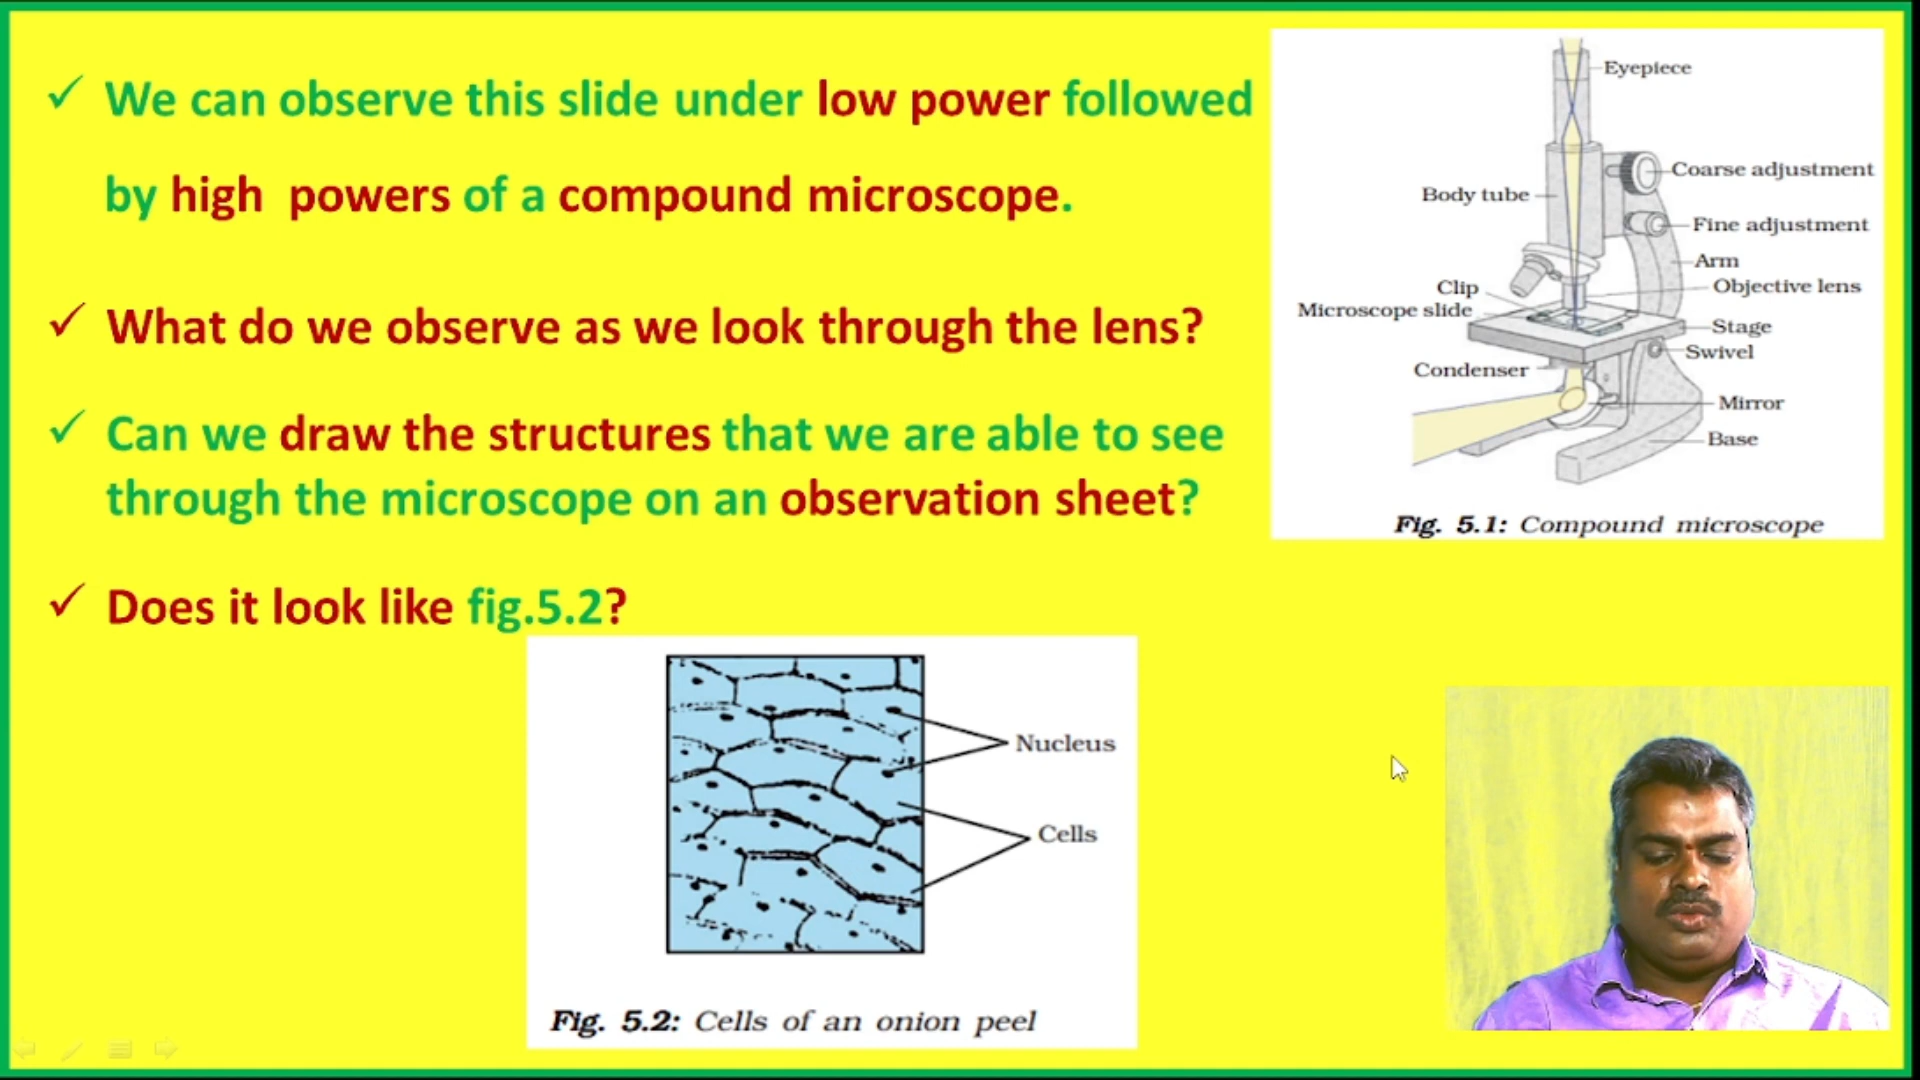 ✓ We can observe this slide under low power followed
by high powers of a compound microscope.
✓ What do we observe as we look through the lens?
✓ Can we draw the structures that we are able to see
through the microscope on an observation sheet?
✓ Does it look like fig.5.2?
Eyepiece
Coarse adjustment
Body tube
Fine adjustment
Arm
Clip
Objective lens
Microscope slide
Stage
Swivel
Condenser
Mirror
Base
Fig. 5.1: Compound microscope
Nucleus
Cells
Fig. 5.2: Cells of an onion peel